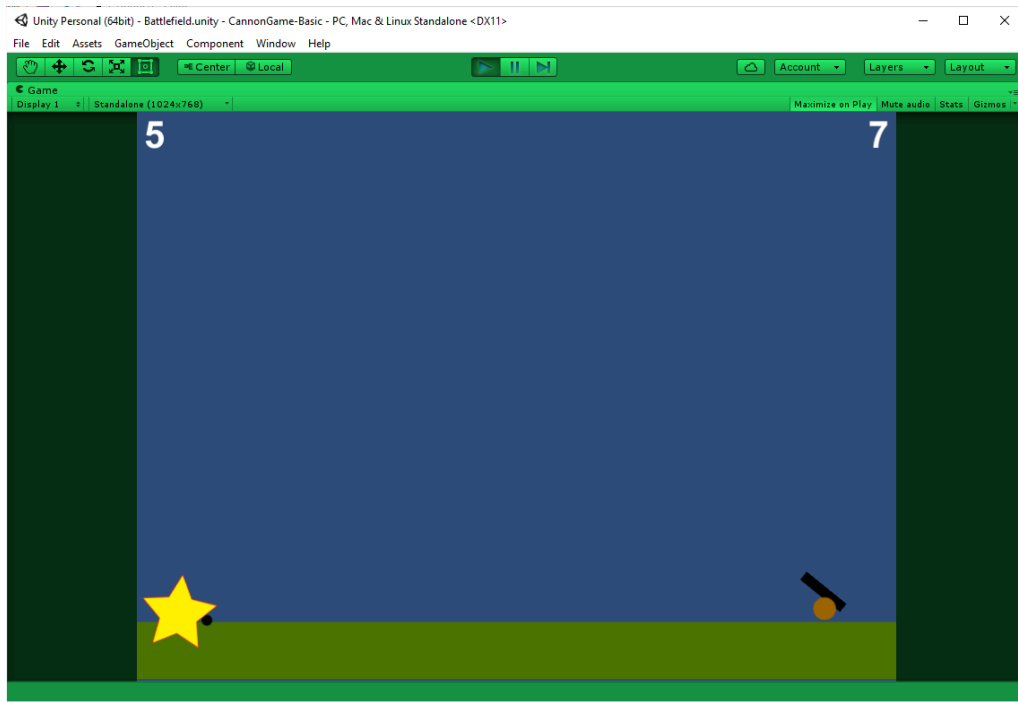 Unity Personal (64bit) - Battlefield.unity - CannonGame-Basic - PC, Mac & Linux Standalone <DX11>
File Edit Assets GameObject Component Window Help
Center Local Account Layers Layout
Game
Display 1 Standalone (1024x768) Maximize on Play Mute audio Stats Gizmos
5 7